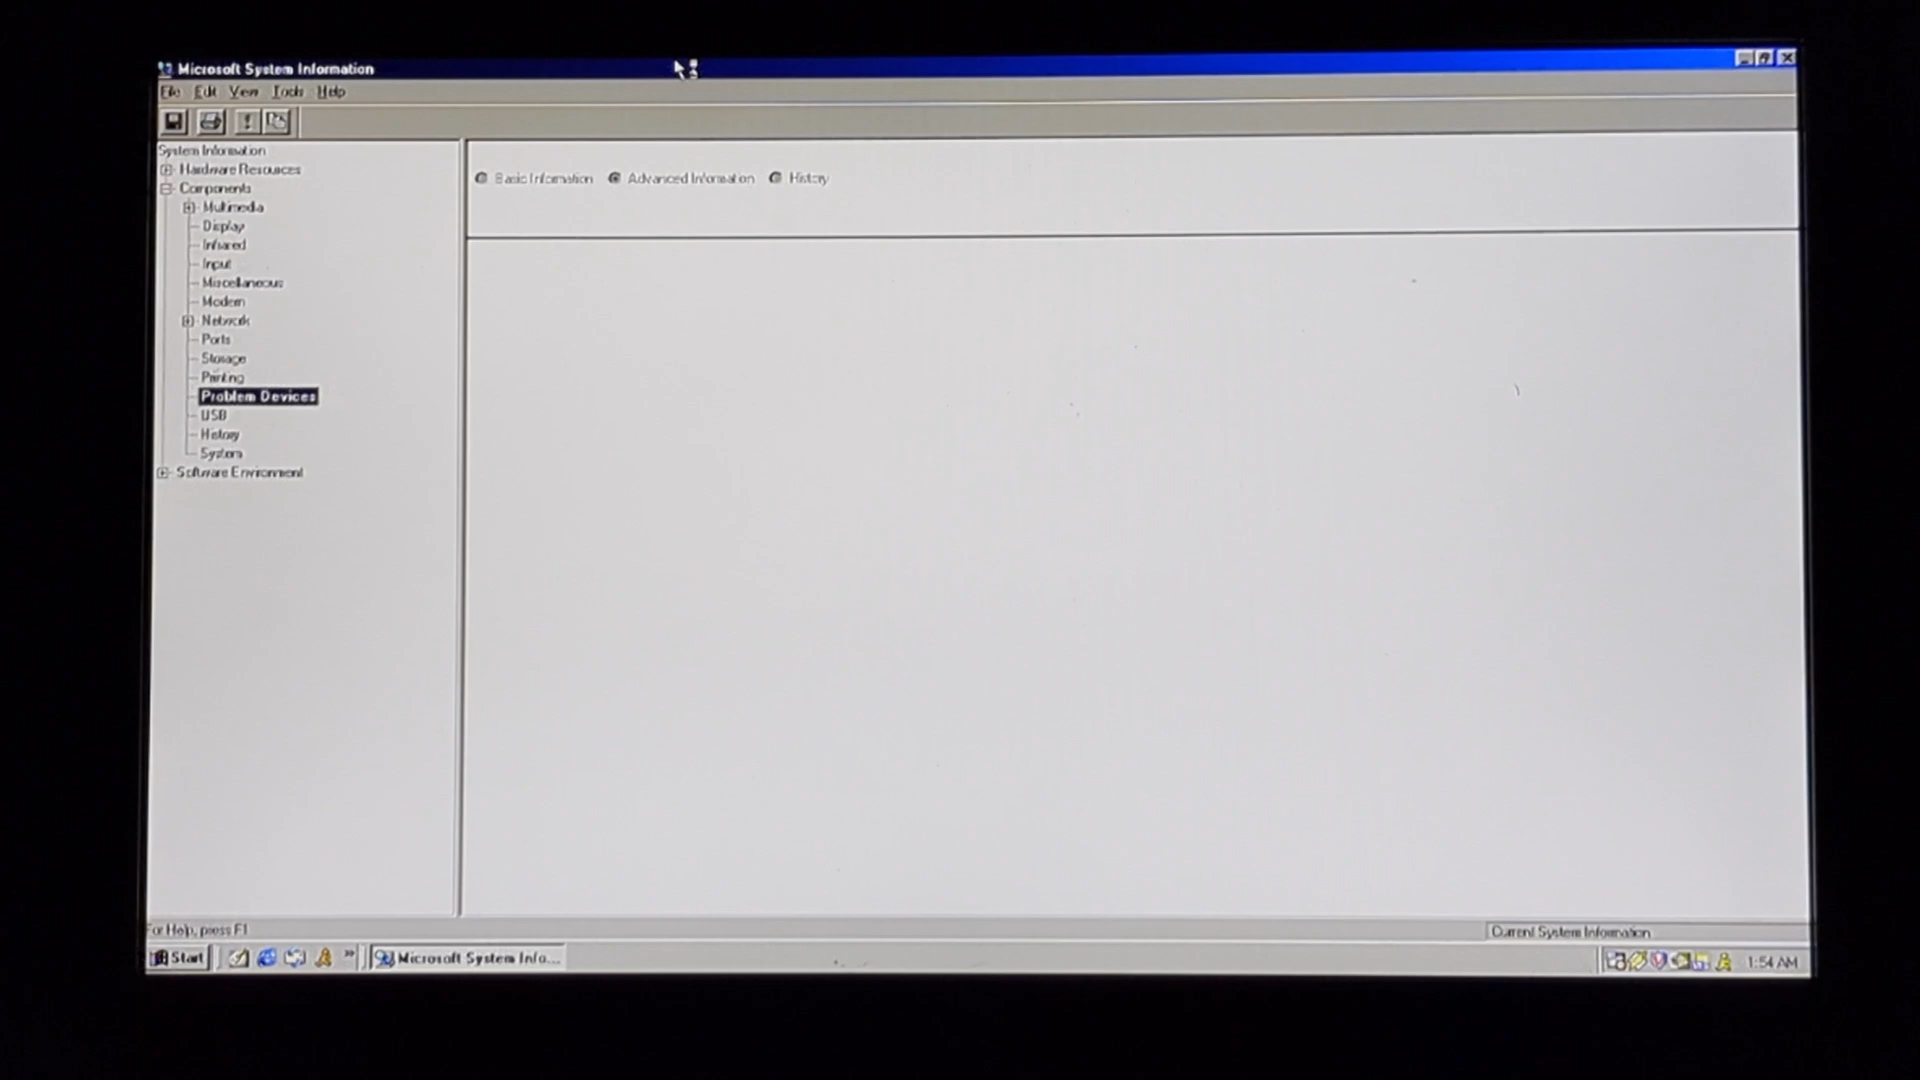 Microsoft System Information
File Edit View Tools Help
System Information
Hardware Resources
Components
Multimedia
Display
Infrared
Input
Miscellaneous
Modem
Network
Ports
Storage
Printing
Problem Devices
USB
History
System
Software Environment
Basic Information Advanced Information History
For Help, press F1
Current System Information
Start
»
Microsoft System Info...
1:54 AM